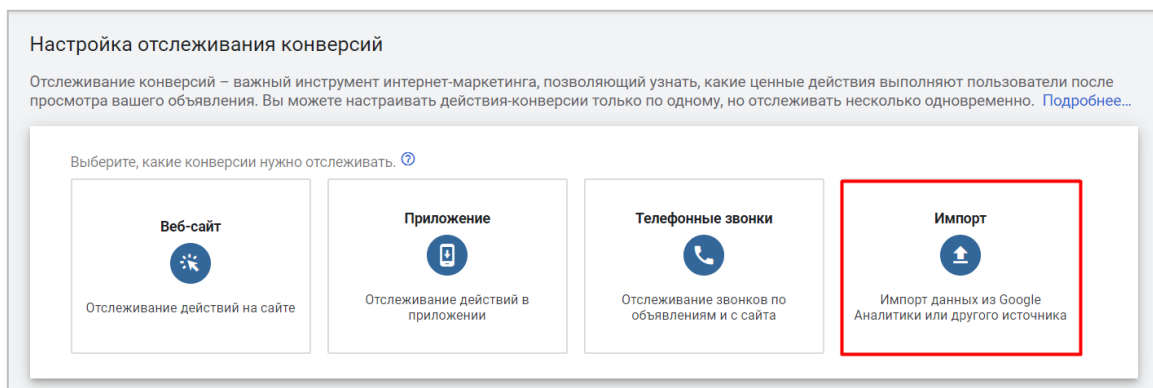 Настройка отслеживания конверсий
Отслеживание конверсий – важный инструмент интернет-маркетинга, позволяющий узнать, какие ценные действия выполняют пользователи после
просмотра вашего объявления. Вы можете настраивать действия-конверсии только по одному, но отслеживать несколько одновременно. Подробнее...
Выберите, какие конверсии нужно отслеживать. ?
Веб-сайт
Отслеживание действий на сайте
Приложение
Отслеживание действий в
приложении
Телефонные звонки
Отслеживание звонков по
объявлениям и с сайта
Импорт
Импорт данных из Google
Аналитики или другого источника